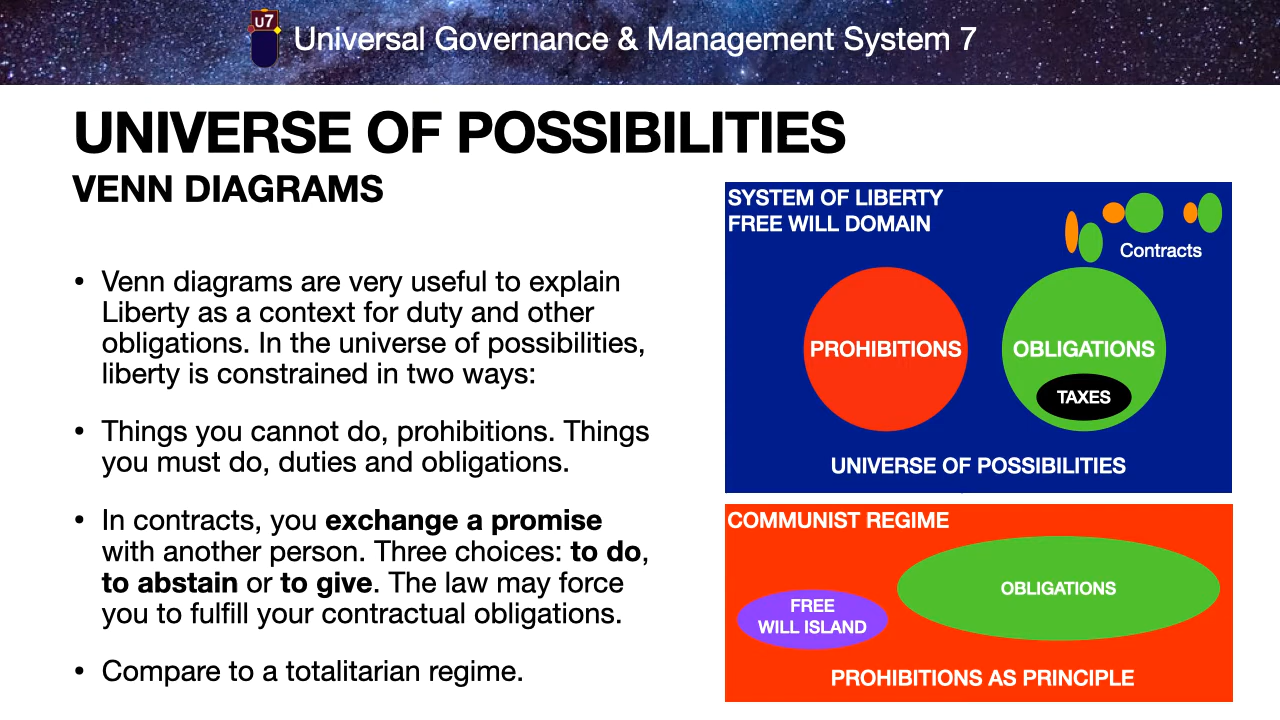 U7
Universal Governance & Management System 7
UNIVERSE OF POSSIBILITIES
VENN DIAGRAMS
• Venn diagrams are very useful to explain
Liberty as a context for duty and other
obligations. In the universe of possibilities,
liberty is constrained in two ways:
• Things you cannot do, prohibitions. Things
you must do, duties and obligations.
• In contracts, you exchange a promise
with another person. Three choices: to do,
to abstain or to give. The law may force
you to fulfill your contractual obligations.
• Compare to a totalitarian regime.
SYSTEM OF LIBERTY
FREE WILL DOMAIN
Contracts
PROHIBITIONS
OBLIGATIONS
TAXES
UNIVERSE OF POSSIBILITIES
COMMUNIST REGIME
OBLIGATIONS
FREE
WILL ISLAND
PROHIBITIONS AS PRINCIPLE